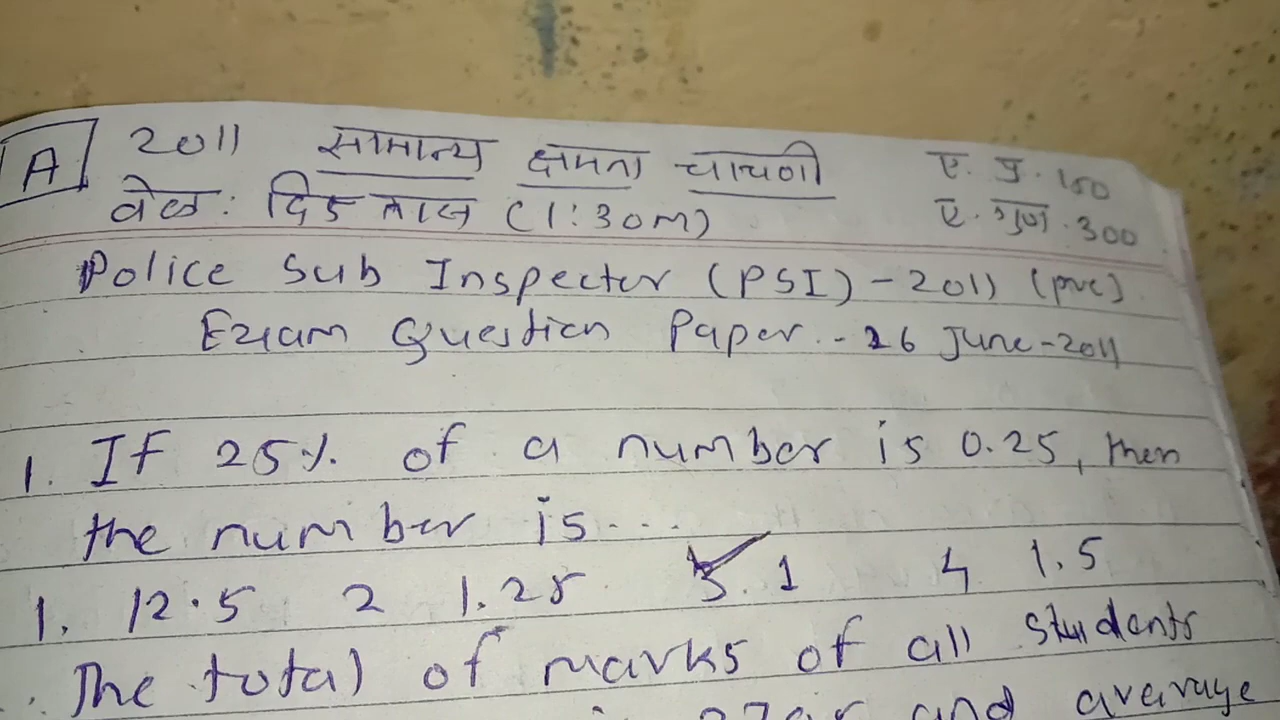 A 2011 सामान्य क्षमता चाचणी ए. प्र. 150
वेळ: दिड तास (1:30m) ए. गुण. 300
Police Sub Inspector (PSI) - 2011 (pre)
Exam Question Paper - 26 June-2011
1. If 25% of a number is 0.25, then
the number is ...
1. 12.5 2 1.25 3. 1 4 1.5
The total of marks of all students
and average